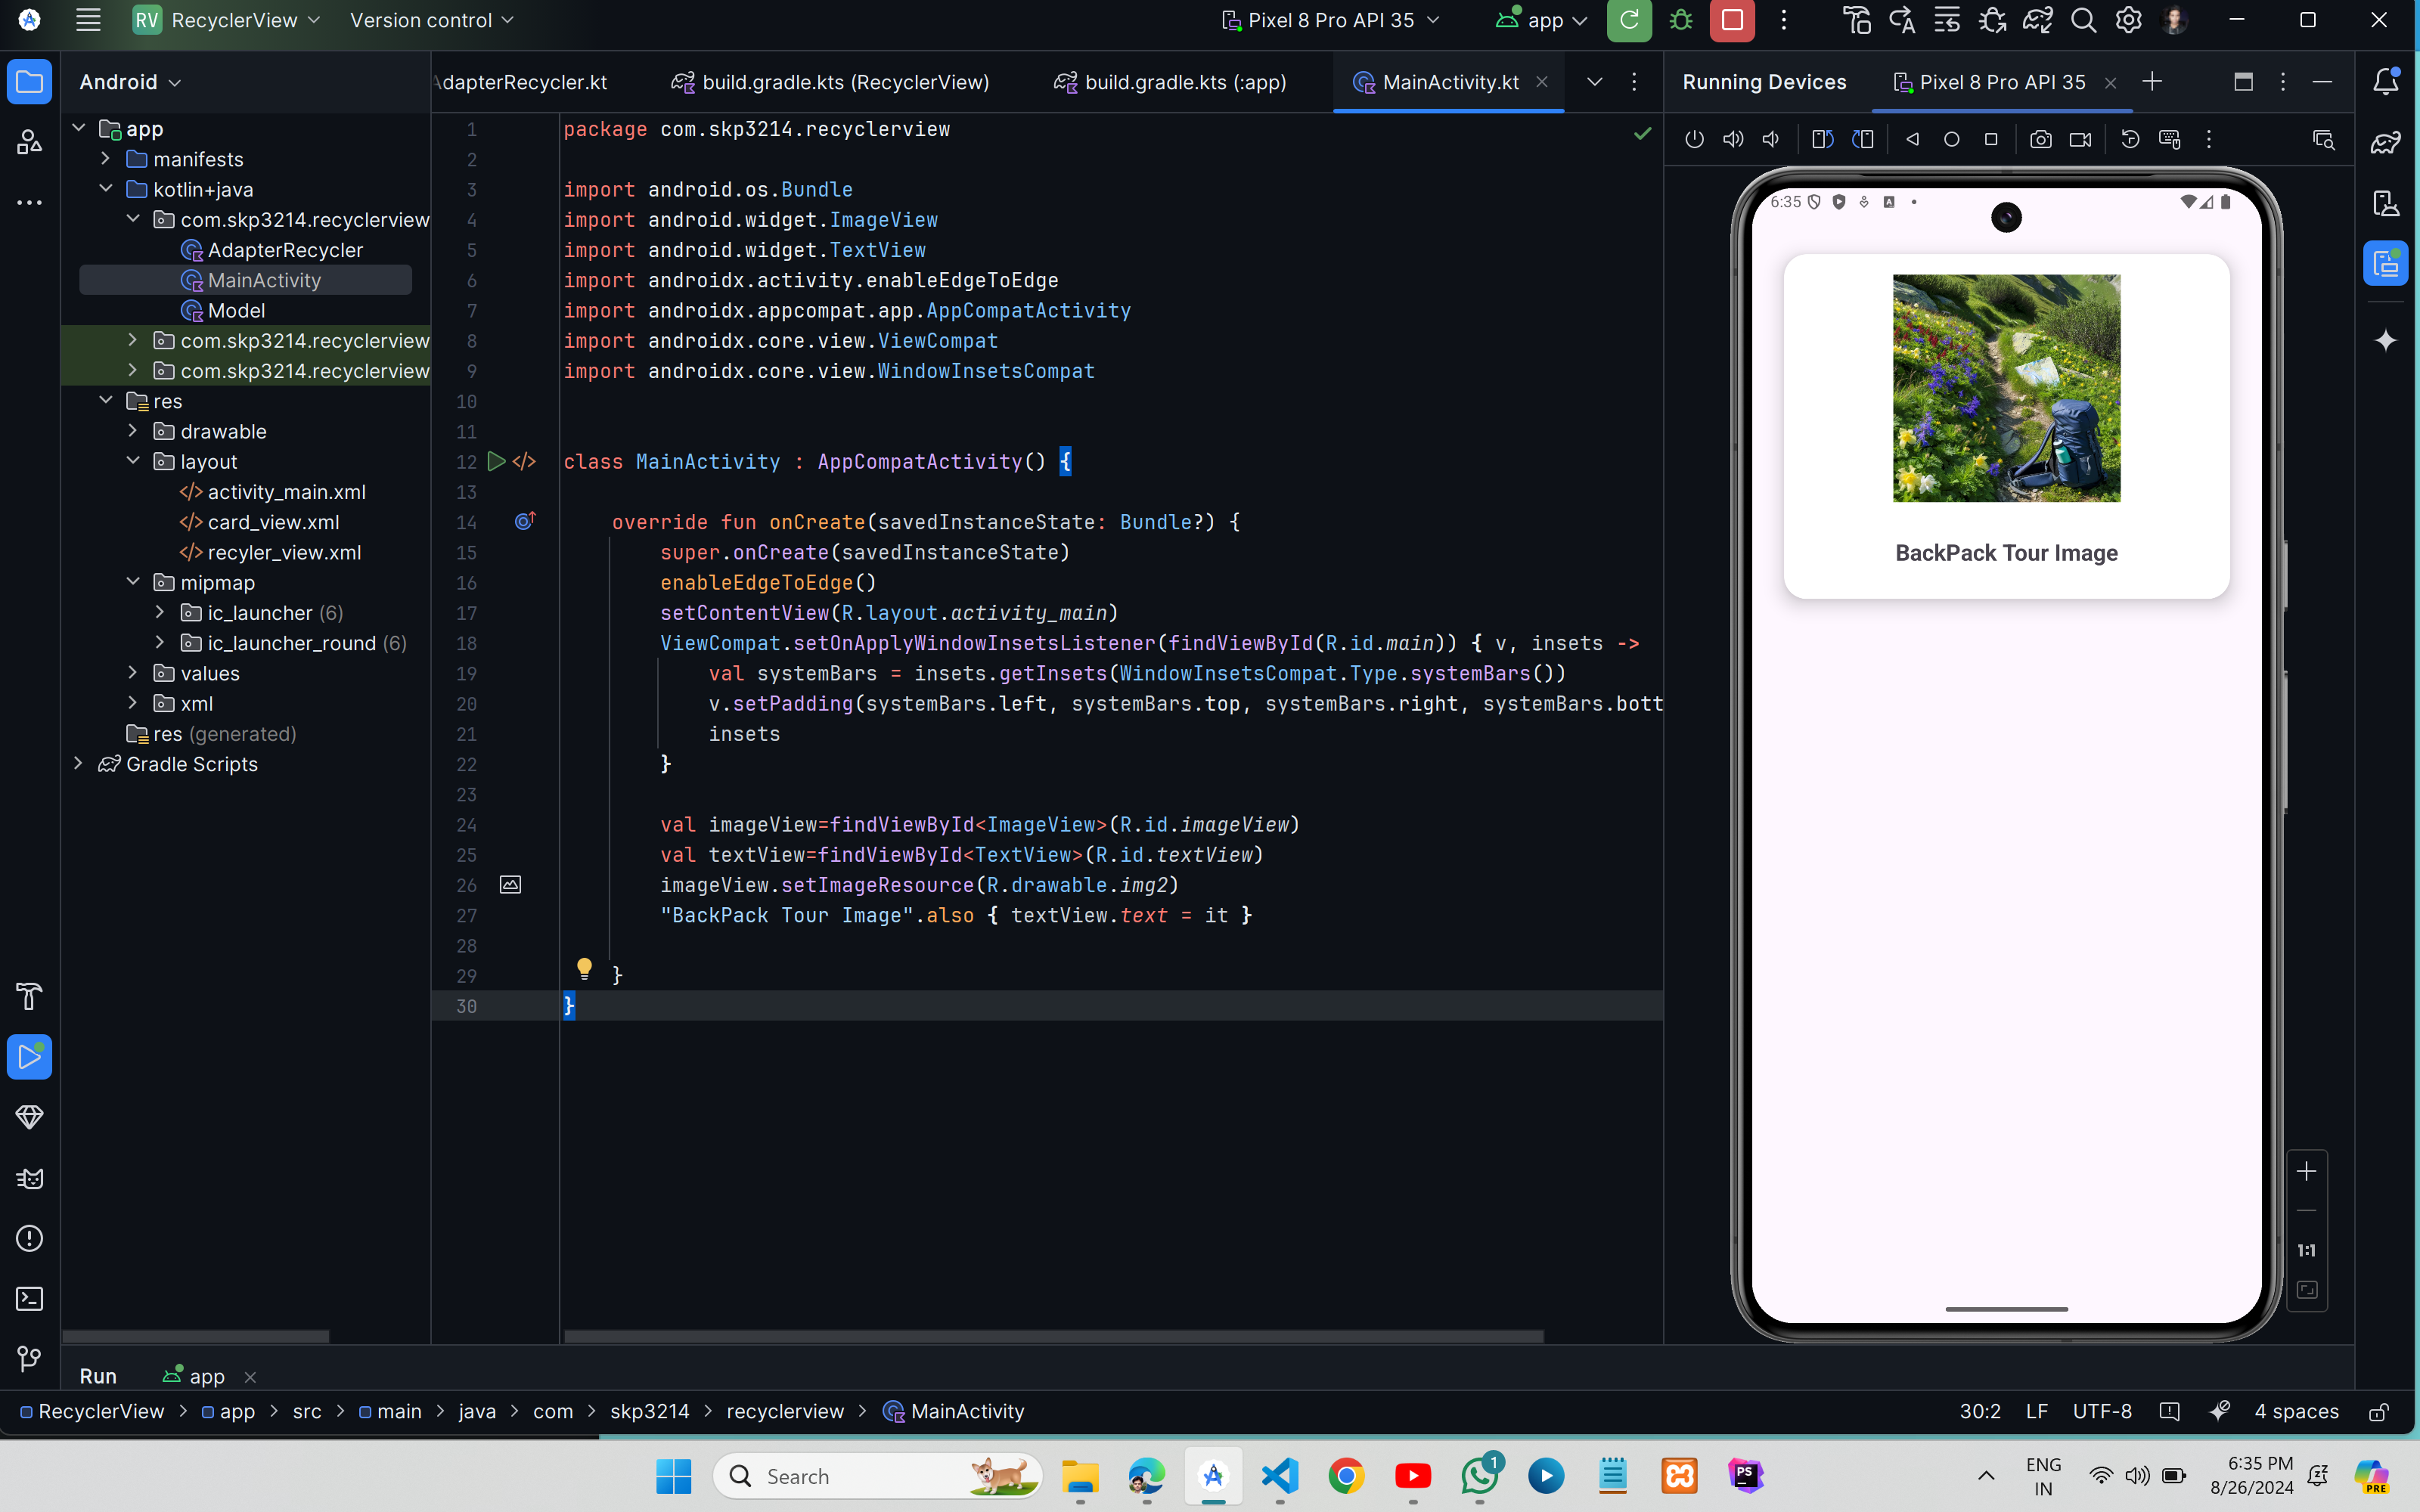 RV RecyclerView Version control Pixel 8 Pro API 35 app
Android
AdapterRecycler.kt build.gradle.kts (RecyclerView) build.gradle.kts (:app) MainActivity.kt
Running Devices Pixel 8 Pro API 35
app
manifests
kotlin+java
com.skp3214.recyclerview
AdapterRecycler
MainActivity
Model
com.skp3214.recyclerview
com.skp3214.recyclerview
res
drawable
layout
activity_main.xml
card_view.xml
recyler_view.xml
mipmap
ic_launcher (6)
ic_launcher_round (6)
values
xml
res (generated)
Gradle Scripts
1 package com.skp3214.recyclerview
2
3 import android.os.Bundle
4 import android.widget.ImageView
5 import android.widget.TextView
6 import androidx.activity.enableEdgeToEdge
7 import androidx.appcompat.app.AppCompatActivity
8 import androidx.core.view.ViewCompat
9 import androidx.core.view.WindowInsetsCompat
10
11
12 class MainActivity : AppCompatActivity() {
13
14 override fun onCreate(savedInstanceState: Bundle?) {
15 super.onCreate(savedInstanceState)
16 enableEdgeToEdge()
17 setContentView(R.layout.activity_main)
18 ViewCompat.setOnApplyWindowInsetsListener(findViewById(R.id.main)) { v, insets ->
19 val systemBars = insets.getInsets(WindowInsetsCompat.Type.systemBars())
20 v.setPadding(systemBars.left, systemBars.top, systemBars.right, systemBars.bott
21 insets
22 }
23
24 val imageView=findViewById<ImageView>(R.id.imageView)
25 val textView=findViewById<TextView>(R.id.textView)
26 imageView.setImageResource(R.drawable.img2)
27 "BackPack Tour Image".also { textView.text = it }
28
29 }
30 }
6:35
BackPack Tour Image
1:1
Run app
RecyclerView > app > src > main > java > com > skp3214 > recyclerview > MainActivity
30:2 LF UTF-8 4 spaces
Search
1
PS
ENG
IN
6:35 PM
8/26/2024
PRE